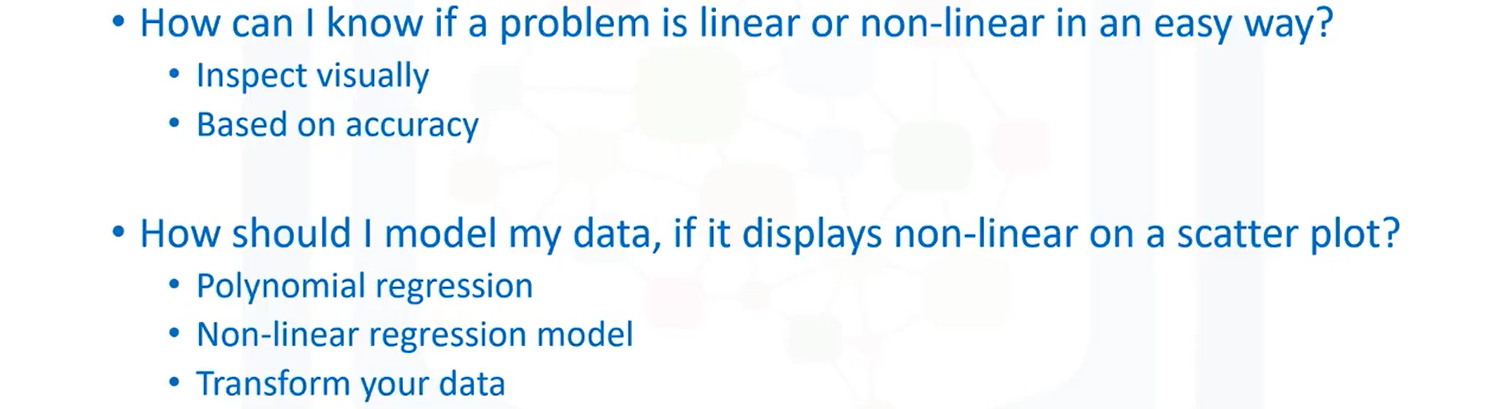 • How can I know if a problem is linear or non-linear in an easy way?
• Inspect visually
• Based on accuracy
• How should I model my data, if it displays non-linear on a scatter plot?
• Polynomial regression
• Non-linear regression model
• Transform your data